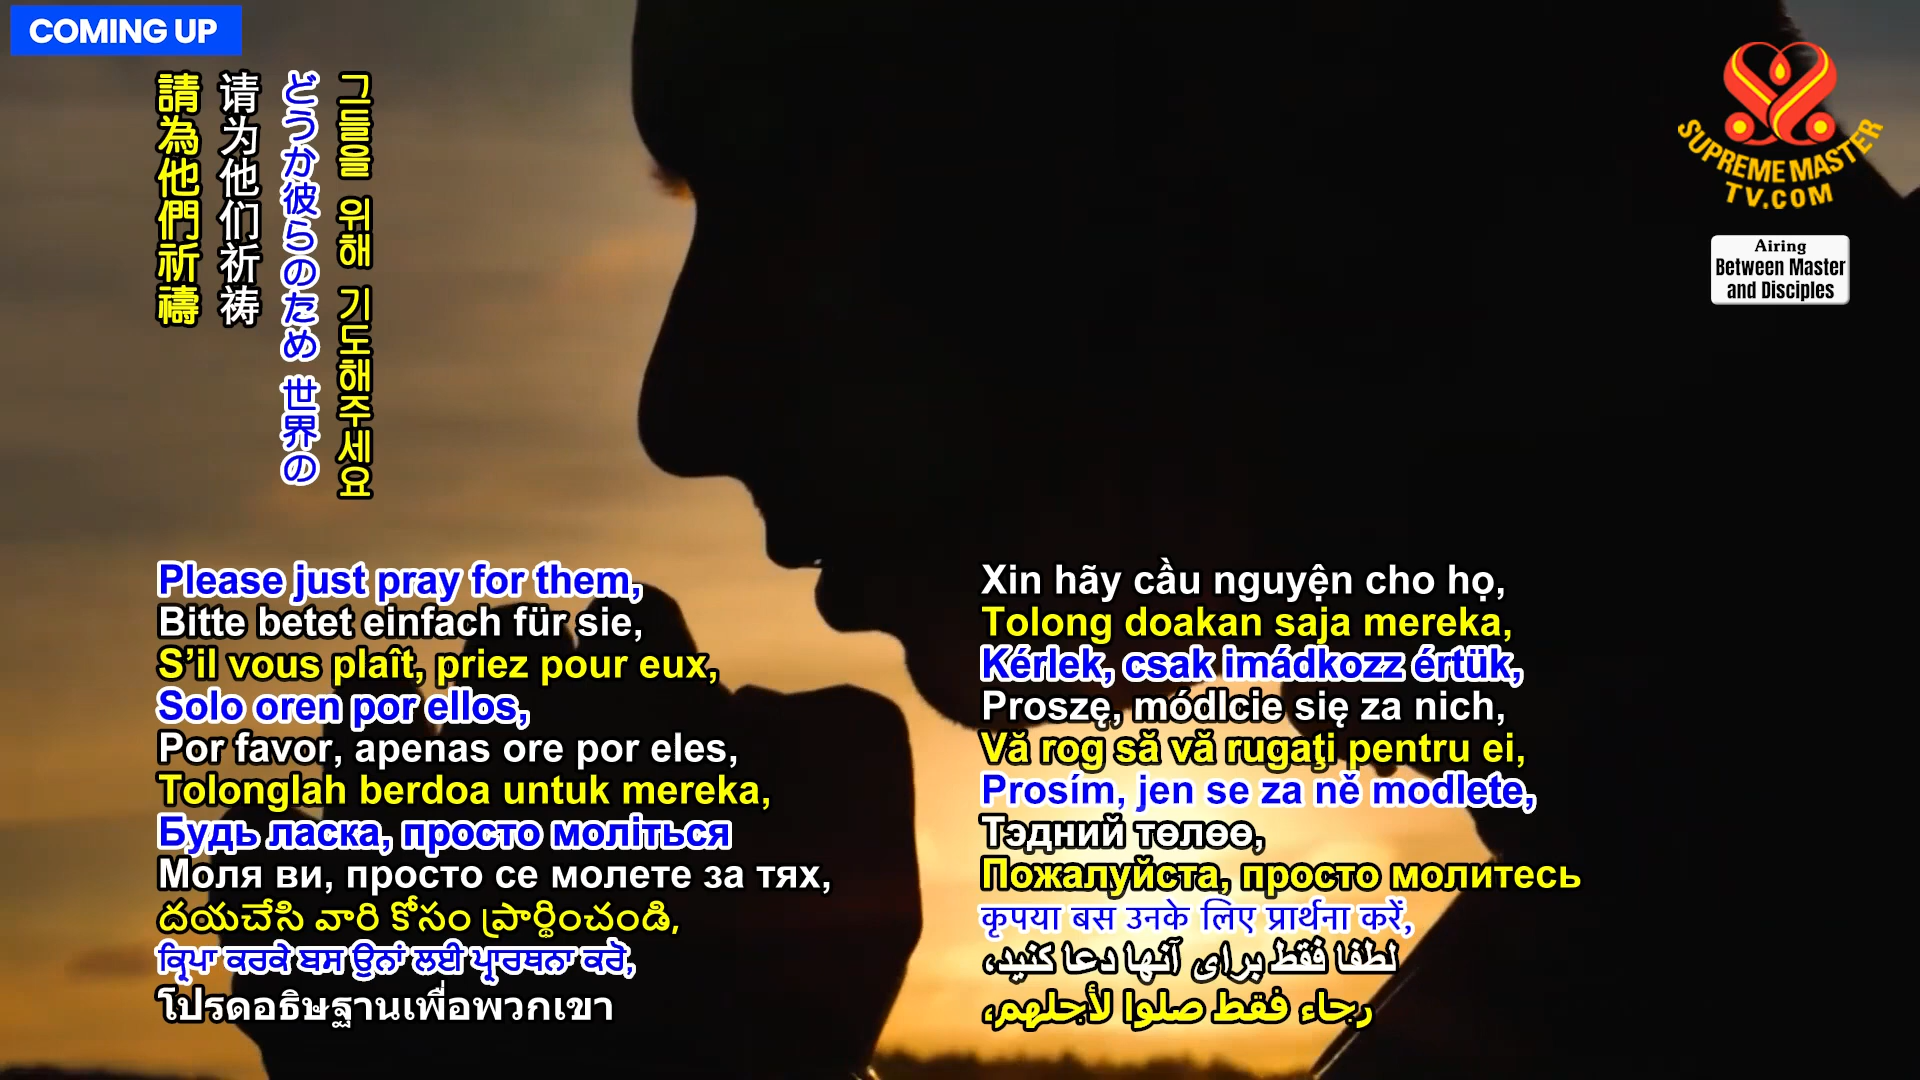 COMING UP
請為他們祈禱
请为他们祈祷
どうか彼らのため 世界の
그들을 위해 기도해주세요
SUPREME MASTER
TV.COM
Airing
Between Master
and Disciples
Please just pray for them,
Bitte betet einfach für sie,
S’il vous plaît, priez pour eux,
Solo oren por ellos,
Por favor, apenas ore por eles,
Tolonglah berdoa untuk mereka,
Будь ласка, просто моліться
Моля ви, просто се молете за тях,
దయచేసి వారి కోసం ప్రార్థించండి,
ਕ੍ਰਿਪਾ ਕਰਕੇ ਬਸ ਉਨਾਂ ਲਈ ਪ੍ਰਾਰਥਨਾ ਕਰੋ,
โปรดอธิษฐานเพื่อพวกเขา
Xin hãy cầu nguyện cho họ,
Tolong doakan saja mereka,
Kérlek, csak imádkozz értük,
Proszę, módlcie się za nich,
Vă rog să vă rugaţi pentru ei,
Prosím, jen se za ně modlete,
Тэдний төлөө,
Пожалуйста, просто молитесь
कृपया बस उनके लिए प्रार्थना करें,
لطفا فقط برای آنها دعا کنید،
رجاء فقط صلوا لأجلهم،